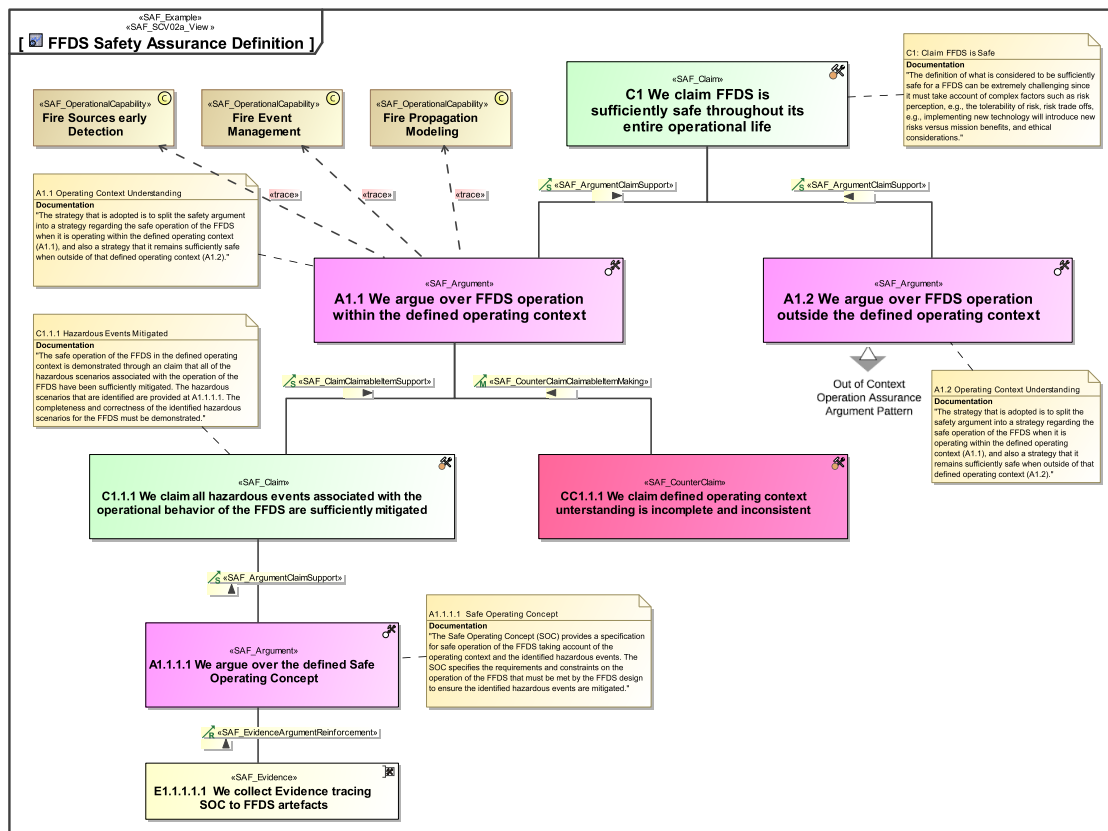 «SAF_Example»
«SAF_SCV02a_View »
[ FFDS Safety Assurance Definition ]
«SAF_OperationalCapability»
Fire Sources early
Detection
«SAF_OperationalCapability»
Fire Event
Management
«SAF_OperationalCapability»
Fire Propagation
Modeling
«SAF_Claim»
C1 We claim FFDS is
sufficiently safe throughout its
entire operational life
C1: Claim FFDS is Safe
Documentation
"The definition of what is considered to be sufficiently
safe for a FFDS can be extremely challenging since
it must take account of complex factors such as risk
perception, e.g., the tolerability of risk, risk trade offs,
e.g., implementing new technology will introduce new
risks versus mission benefits, and ethical
considerations."
«trace»
«trace»
«trace»
«SAF_ArgumentClaimSupport»
«SAF_ArgumentClaimSupport»
A1.1 Operating Context Understanding
Documentation
"The strategy that is adopted is to split the safety argument
into a strategy regarding the safe operation of the FFDS
when it is operating within the defined operating context
(A1.1), and also a strategy that it remains sufficiently safe
when outside of that defined operating context (A1.2)."
«SAF_Argument»
A1.1 We argue over FFDS operation
within the defined operating context
«SAF_Argument»
A1.2 We argue over FFDS operation
outside the defined operating context
Out of Context
Operation Assurance
Argument Pattern
C1.1.1 Hazardous Events Mitigated
Documentation
"The safe operation of the FFDS in the defined operating
context is demonstrated through an claim that all of the
hazardous scenarios associated with the operation of the
FFDS have been sufficiently mitigated. The hazardous
scenarios that are identified are provided at A1.1.1.1. The
completeness and correctness of the identified hazardous
scenarios for the FFDS must be demonstrated."
«SAF_ClaimClaimableItemSupport»
«SAF_CounterClaimClaimableItemMaking»
A1.2 Operating Context Understanding
Documentation
"The strategy that is adopted is to split the
safety argument into a strategy regarding the
safe operation of the FFDS when it is
operating within the defined operating
context (A1.1), and also a strategy that it
remains sufficiently safe when outside of that
defined operating context (A1.2)."
«SAF_Claim»
C1.1.1 We claim all hazardous events associated with the
operational behavior of the FFDS are sufficiently mitigated
«SAF_CounterClaim»
CC1.1.1 We claim defined operating context
unterstanding is incomplete and inconsistent
«SAF_ArgumentClaimSupport»
«SAF_Argument»
A1.1.1.1 We argue over the defined Safe
Operating Concept
A1.1.1.1 Safe Operating Concept
Documentation
"The Safe Operating Concept (SOC) provides a specification
for safe operation of the FFDS taking account of the
operating context and the identified hazardous events. The
SOC specifies the requirements and constraints on the
operation of the FFDS that must be met by the FFDS design
to ensure the identified hazardous events are mitigated."
«SAF_EvidenceArgumentReinforcement»
«SAF_Evidence»
E1.1.1.1.1 We collect Evidence tracing
SOC to FFDS artefacts